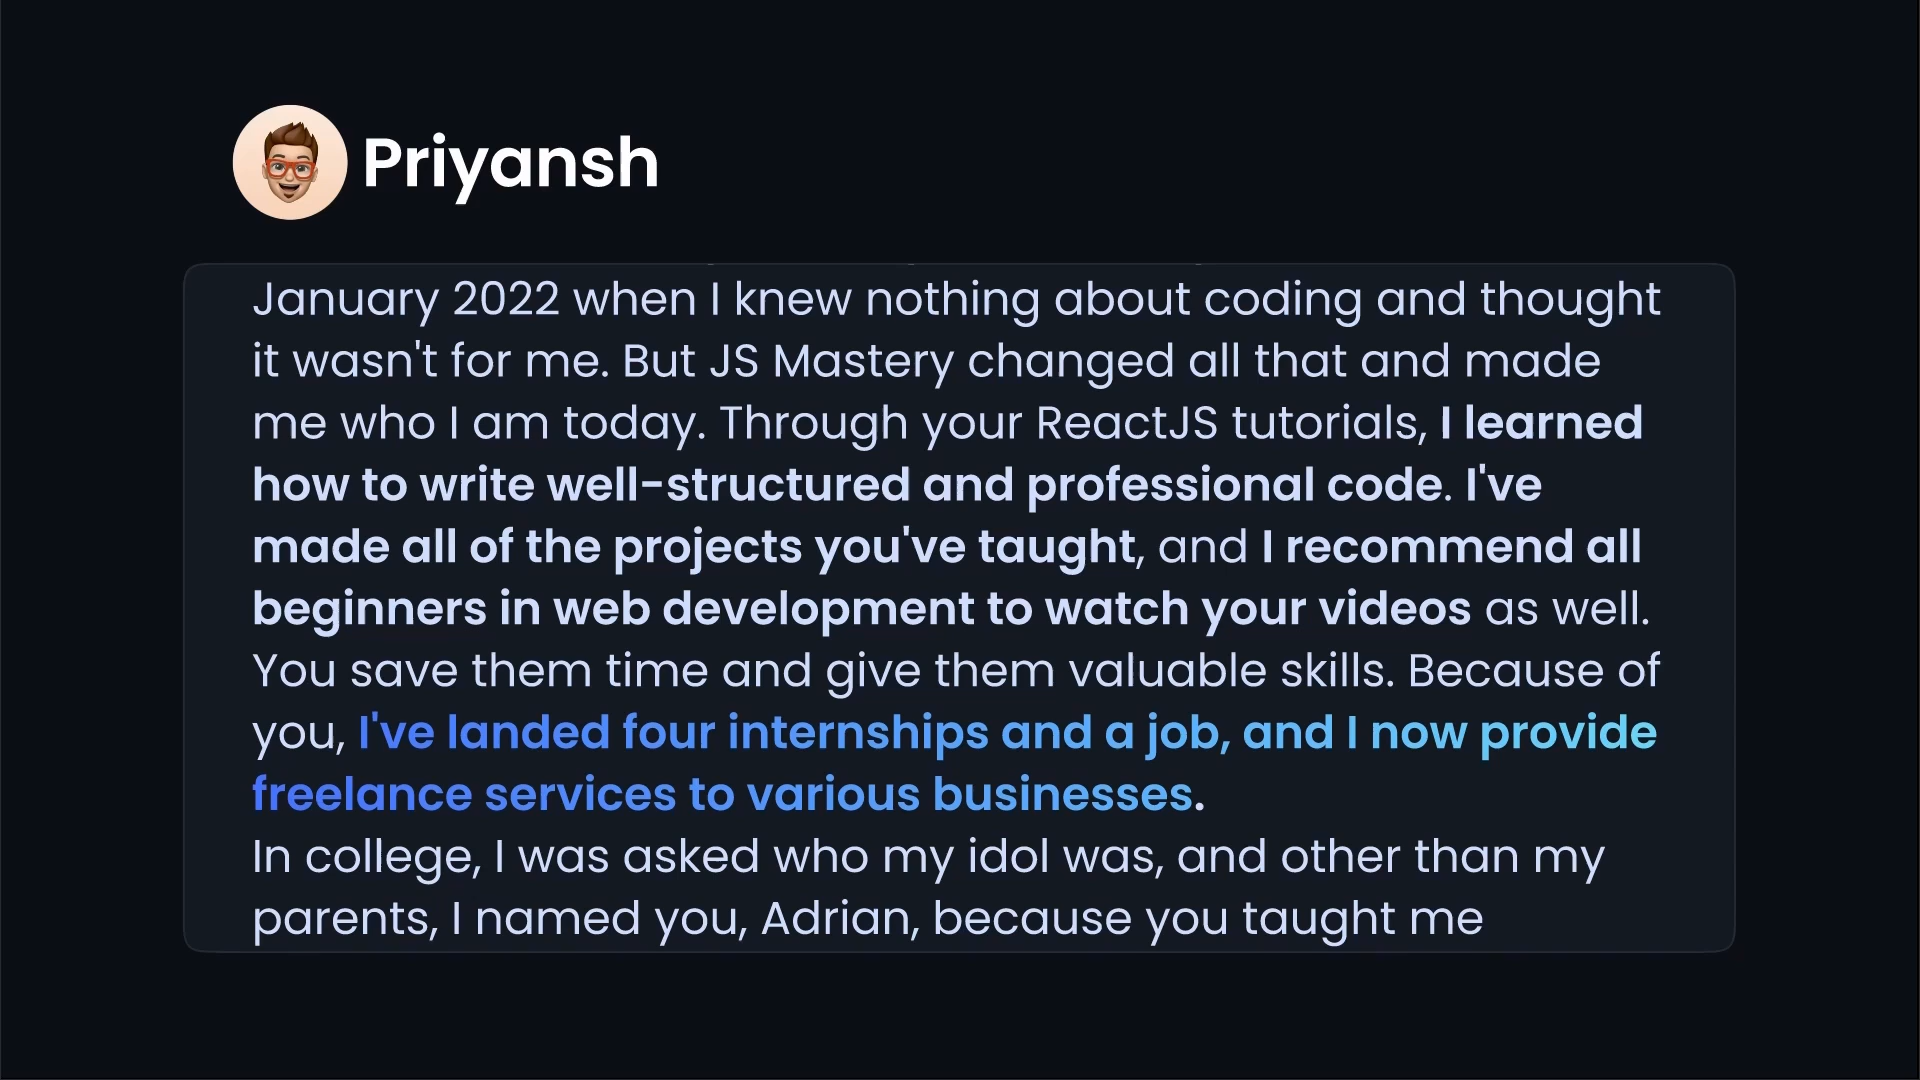 Priyansh
January 2022 when I knew nothing about coding and thought
it wasn't for me. But JS Mastery changed all that and made
me who I am today. Through your ReactJS tutorials, I learned
how to write well-structured and professional code. I've
made all of the projects you've taught, and I recommend all
beginners in web development to watch your videos as well.
You save them time and give them valuable skills. Because of
you, I've landed four internships and a job, and I now provide
freelance services to various businesses.
In college, I was asked who my idol was, and other than my
parents, I named you, Adrian, because you taught me